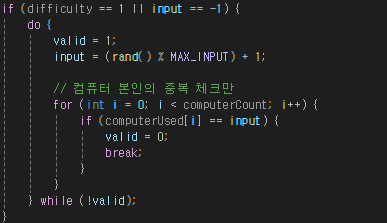 if (difficulty == 1 || input == -1) {
do {
valid = 1;
input = (rand() % MAX_INPUT) + 1;
// 컴퓨터 본인의 중복 체크만
for (int i = 0; i < computerCount; i++) {
if (computerUsed[i] == input) {
valid = 0;
break;
}
}
} while (!valid);
}